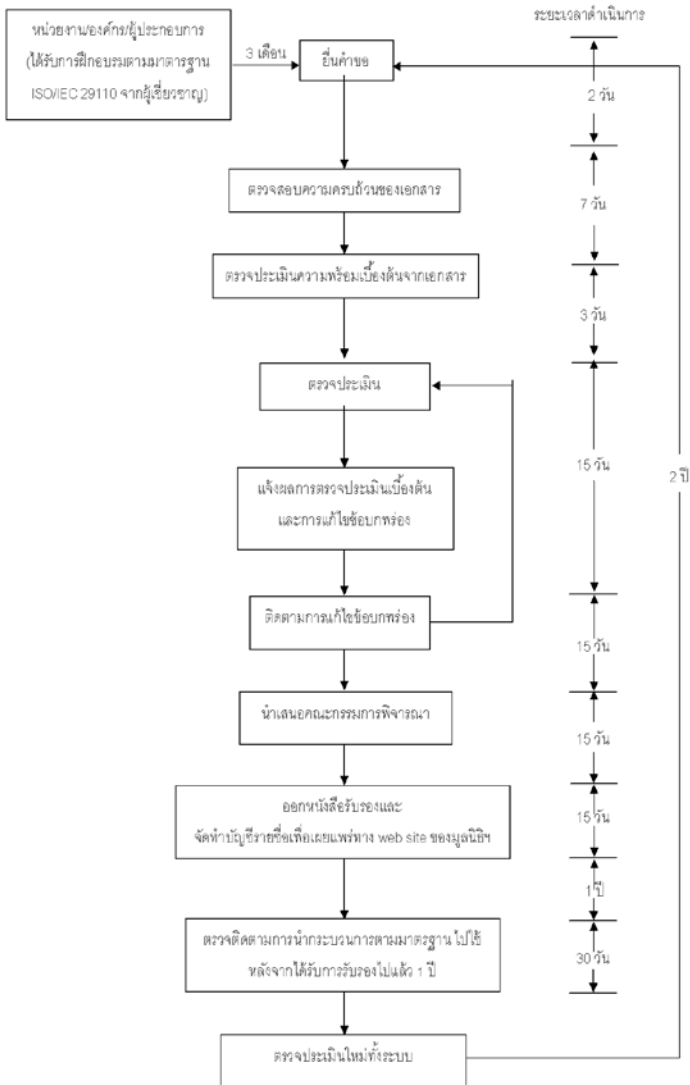 ระยะเวลาดำเนินการ
หน่วยงาน/องค์กร/ผู้ประกอบการ
(ได้รับการฝึกอบรมตามมาตารฐาน
ISO/IEC 29110 จากผู้เชี่ยวชาญ)
3 เดือน
ยื่นคำขอ
2 วัน
ตรวจสอบความครบถ้วนของเอกสาร
7 วัน
ตรวจประเมินความพร้อมเบื้องต้นจากเอกสาร
3 วัน
ตรวจประเมิน
15 วัน
2 ปี
แจ้งผลการตรวจประเมินเบื้องต้น
และการแก้ไขข้อบกพร่อง
ติดตามการแก้ไขข้อบกพร่อง
15 วัน
นำเสนอคณะกรรมการพิจารณา
15 วัน
ออกหนังสือรับรองและ
จัดทำบัญชีรายชื่อเพื่อเผยแพร่ทาง web site ของมูลนิธิฯ
15 วัน
1 ปี
ตรวจติดตามการนำกระบวนการตามมาตรฐาน ไปใช้
หลังจากได้รับการรับรองไปแล้ว 1 ปี
30 วัน
ตรวจประเมินใหม่ทั้งระบบ